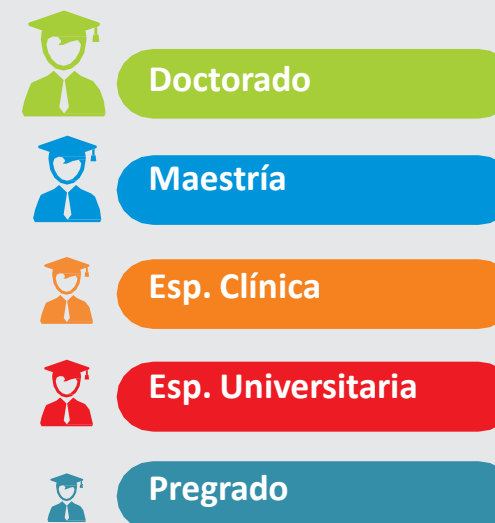 Doctorado
Maestría
Esp. Clínica
Esp. Universitaria
Pregrado